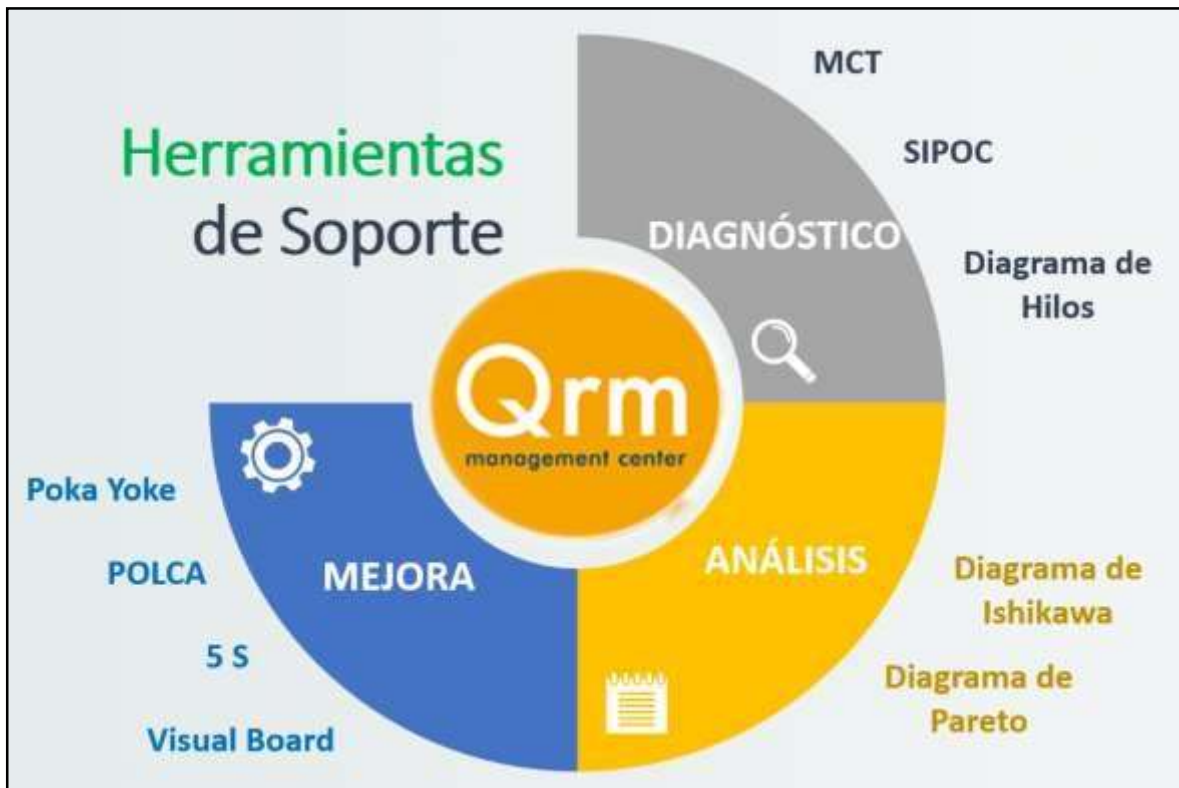 Herramientas
de Soporte
MCT
SIPOC
DIAGNÓSTICO
Diagrama de
Hilos
Qrm
management center
Poka Yoke
POLCA
MEJORA
5 S
Visual Board
ANÁLISIS
Diagrama de
Ishikawa
Diagrama de
Pareto